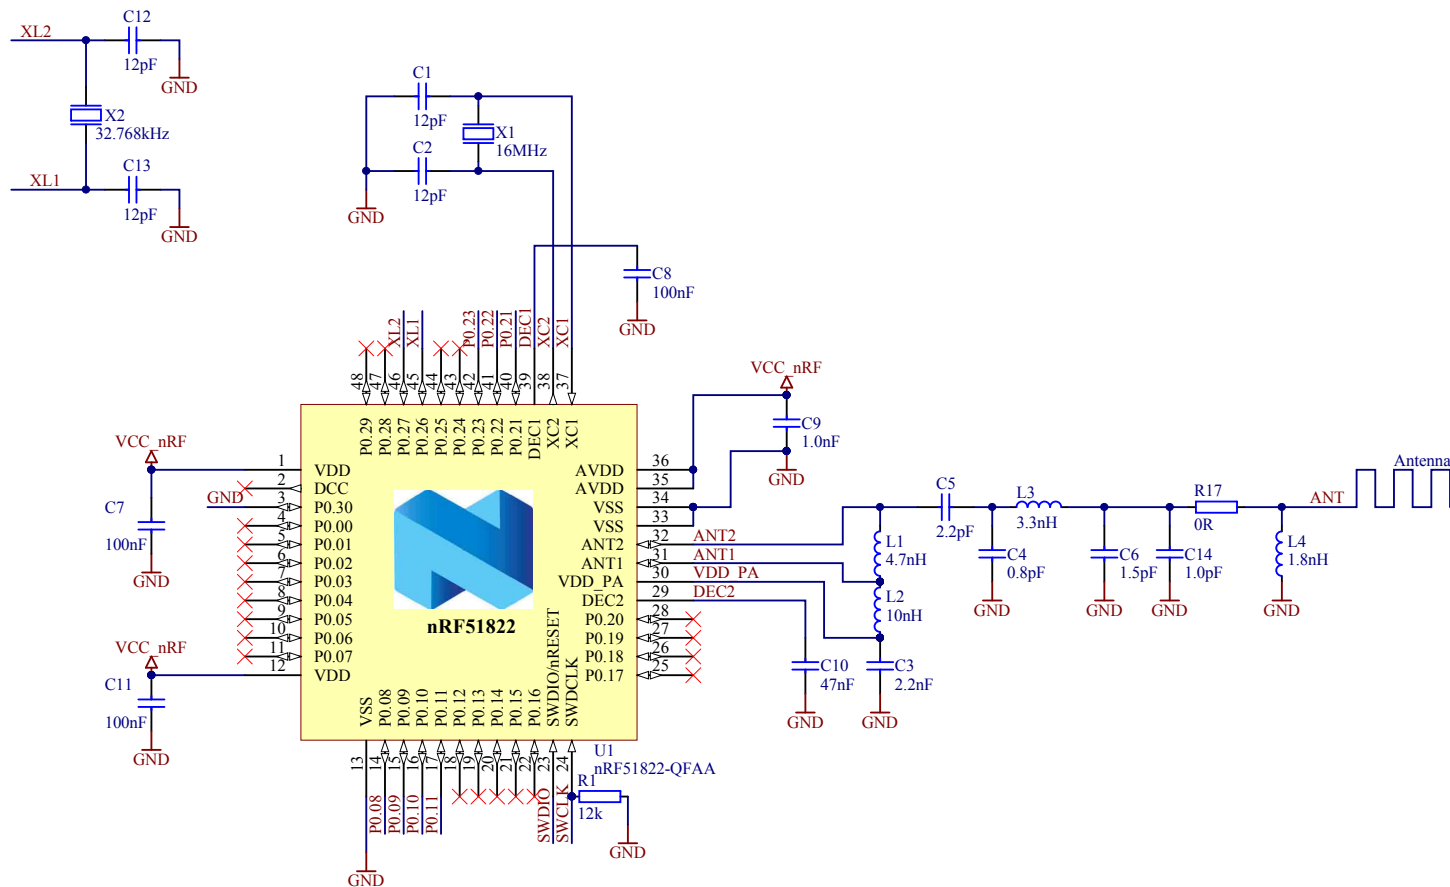 XL2
C12
12pF
GND
X2
32.768kHz
XL1
C13
12pF
GND
C1
12pF
X1
16MHz
C2
12pF
GND
C8
100nF
GND
XL2
XL1
P0.23
P0.22
P0.21
DEC1
XC2
XC1
48
47
46
45
44
43
42
41
40
39
38
37
P0.29
P0.28
P0.27
P0.26
P0.25
P0.24
P0.23
P0.22
P0.21
DEC1
XC2
XC1
VCC_nRF
C9
1.0nF
GND
VCC_nRF
C7
100nF
GND
GND
1 VDD
2 DCC
3 P0.30
4 P0.00
5 P0.01
6 P0.02
7 P0.03
8 P0.04
9 P0.05
10 P0.06
11 P0.07
12 VDD
VCC_nRF
C11
100nF
GND
nRF51822
AVDD 36
AVDD 35
VSS 34
VSS 33
ANT2 32 ANT2
ANT1 31 ANT1
VDD_PA 30 VDD_PA
DEC2 29 DEC2
P0.20 28
P0.19 27
P0.18 26
P0.17 25
C10
47nF
GND
L1
4.7nH
L2
10nH
C3
2.2nF
GND
C5
2.2pF
C4
0.8pF
GND
L3
3.3nH
C6
1.5pF
GND
C14
1.0pF
GND
R17
0R
L4
1.8nH
GND
ANT
Antenna
VSS
P0.08
P0.09
P0.10
P0.11
P0.12
P0.13
P0.14
P0.15
P0.16
SWDIO/nRESET
SWDCLK
13
14
15
16
17
18
19
20
21
22
23
24
P0.08
P0.09
P0.10
P0.11
SWDIO
SWCLK
GND
U1
nRF51822-QFAA
R1
12k
GND